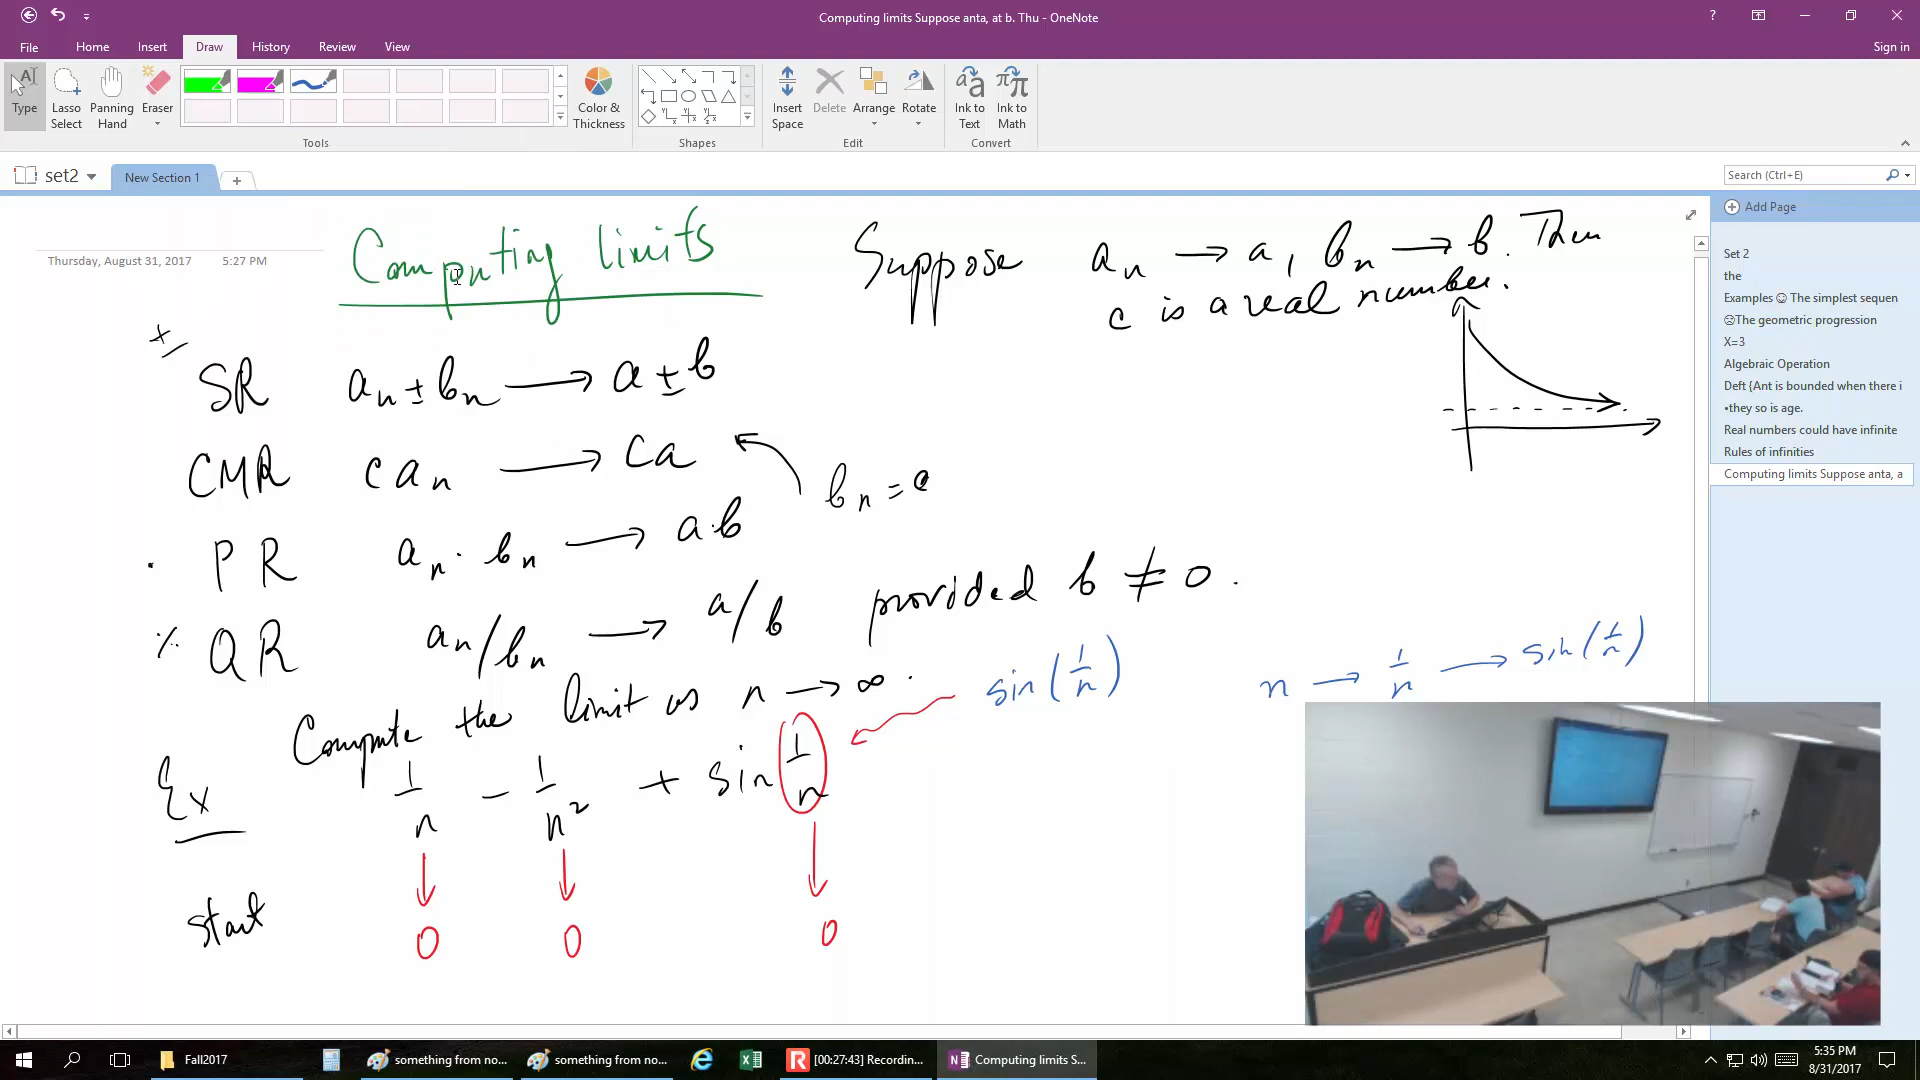 Computing limits Suppose anta, at b. Thu - OneNote
File Home Insert Draw History Review View
Sign in
Type Lasso Select Panning Hand Eraser Color & Thickness Insert Space Delete Arrange Rotate Ink to Text Ink to Math
Tools Shapes Edit Convert
set2 New Section 1
Search (Ctrl+E)
Add Page
Set 2
the
Examples ☺ The simplest sequen
☹The geometric progression
X=3
Algebraic Operation
Deft {Ant is bounded when there i
•they so is age.
Real numbers could have infinite
Rules of infinities
Computing limits Suppose anta, a
Thursday, August 31, 2017 5:27 PM
Computing limits
Suppose aₙ → a, bₙ → b. Then
c is a real number.
±
SR aₙ ± bₙ → a ± b
CMR c aₙ → ca
bₙ = c
· PR aₙ · bₙ → a·b
QR aₙ/bₙ → a/b provided b ≠ 0.
Compute the limit as n → ∞.
sin(1/n)
n → 1/n → sin(1/n)
Ex 1/n - 1/n² + sin 1/n
start 0 0 0
Fall2017 something from no... something from no... [00:27:43] Recordin... Computing limits S...
5:35 PM
8/31/2017